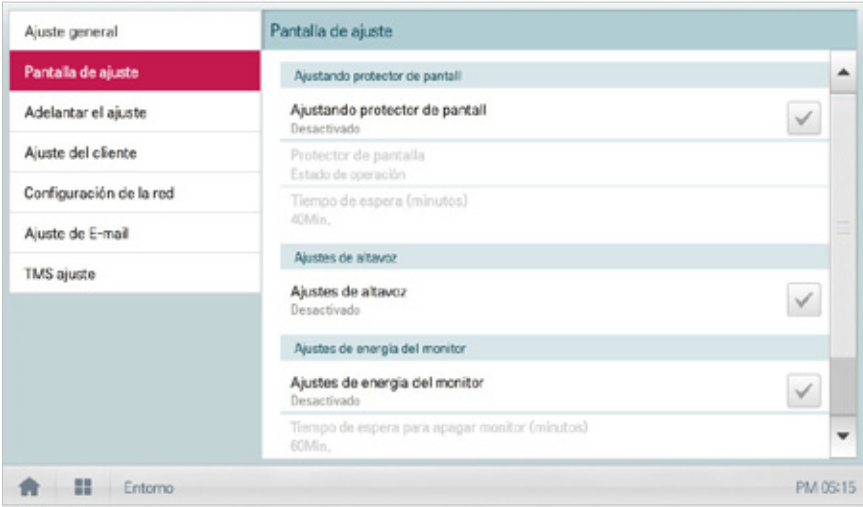 Ajuste general
Pantalla de ajuste
Adelantar el ajuste
Ajuste del cliente
Configuración de la red
Ajuste de E-mail
TMS ajuste
Pantalla de ajuste
Ajustando protector de pantall
Ajustando protector de pantall
Desactivado
Protector de pantalla
Estado de operación
Tiempo de espera (minutos)
40Min.
Ajustes de altavoz
Ajustes de altavoz
Desactivado
Ajustes de energía del monitor
Ajustes de energía del monitor
Desactivado
Tiempo de espera para apagar monitor (minutos)
60Min.
Entorno
PM 05:15